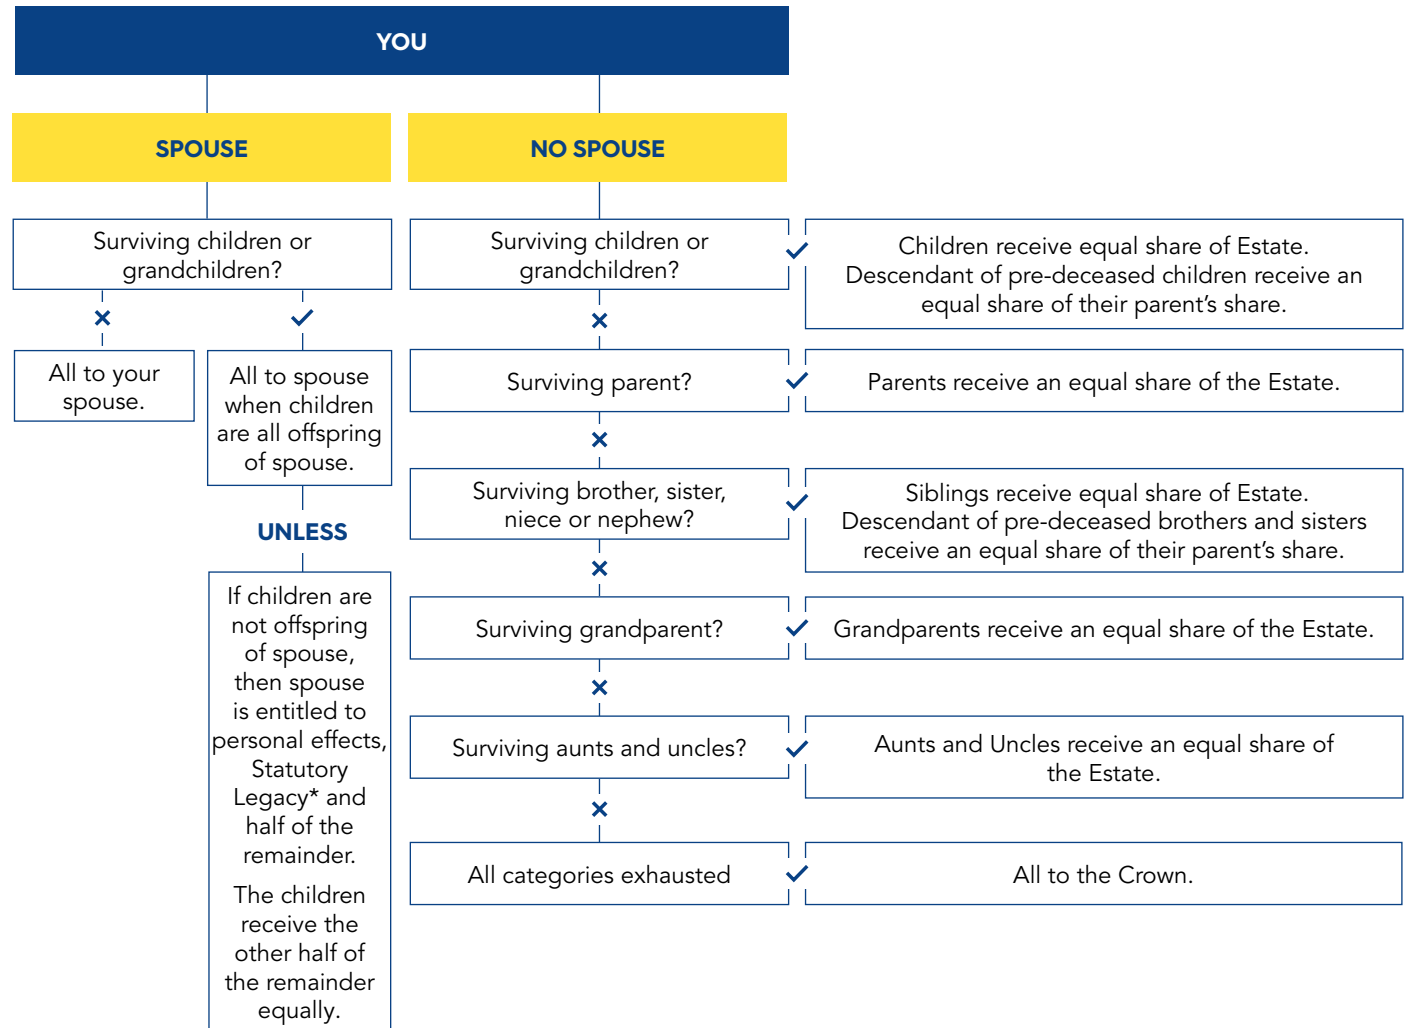 YOU
SPOUSE
NO SPOUSE
Surviving children or
grandchildren?
All to your
spouse.
All to spouse
when children
are all offspring
of spouse.
UNLESS
If children are
not offspring
of spouse,
then spouse
is entitled to
personal effects,
Statutory
Legacy* and
half of the
remainder.
The children
receive the
other half of
the remainder
equally.
Surviving children or
grandchildren?
Children receive equal share of Estate.
Descendant of pre-deceased children receive an
equal share of their parent’s share.
Surviving parent?
Parents receive an equal share of the Estate.
Surviving brother, sister,
niece or nephew?
Siblings receive equal share of Estate.
Descendant of pre-deceased brothers and sisters
receive an equal share of their parent’s share.
Surviving grandparent?
Grandparents receive an equal share of the Estate.
Surviving aunts and uncles?
Aunts and Uncles receive an equal share of
the Estate.
All categories exhausted
All to the Crown.